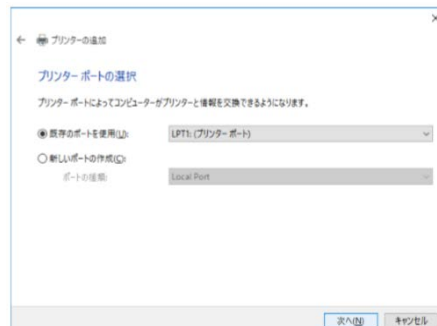 プリンターの追加
プリンター ポートの選択
プリンター ポートによってコンピューターがプリンターと情報を交換できるようになります。
既存のポートを使用(U): LPT1: (プリンター ポート)
新しいポートの作成(C):
ポートの種類: Local Port
次へ(N) キャンセル